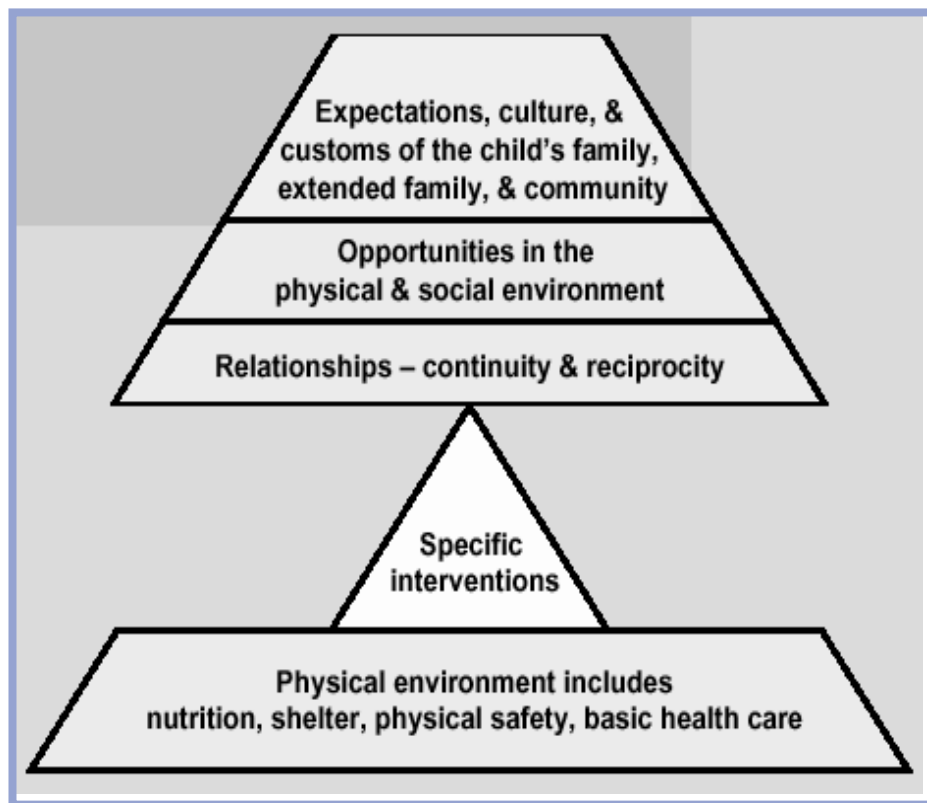 Expectations, culture, &
customs of the child’s family,
extended family, & community
Opportunities in the
physical & social environment
Relationships – continuity & reciprocity
Specific
interventions
Physical environment includes
nutrition, shelter, physical safety, basic health care